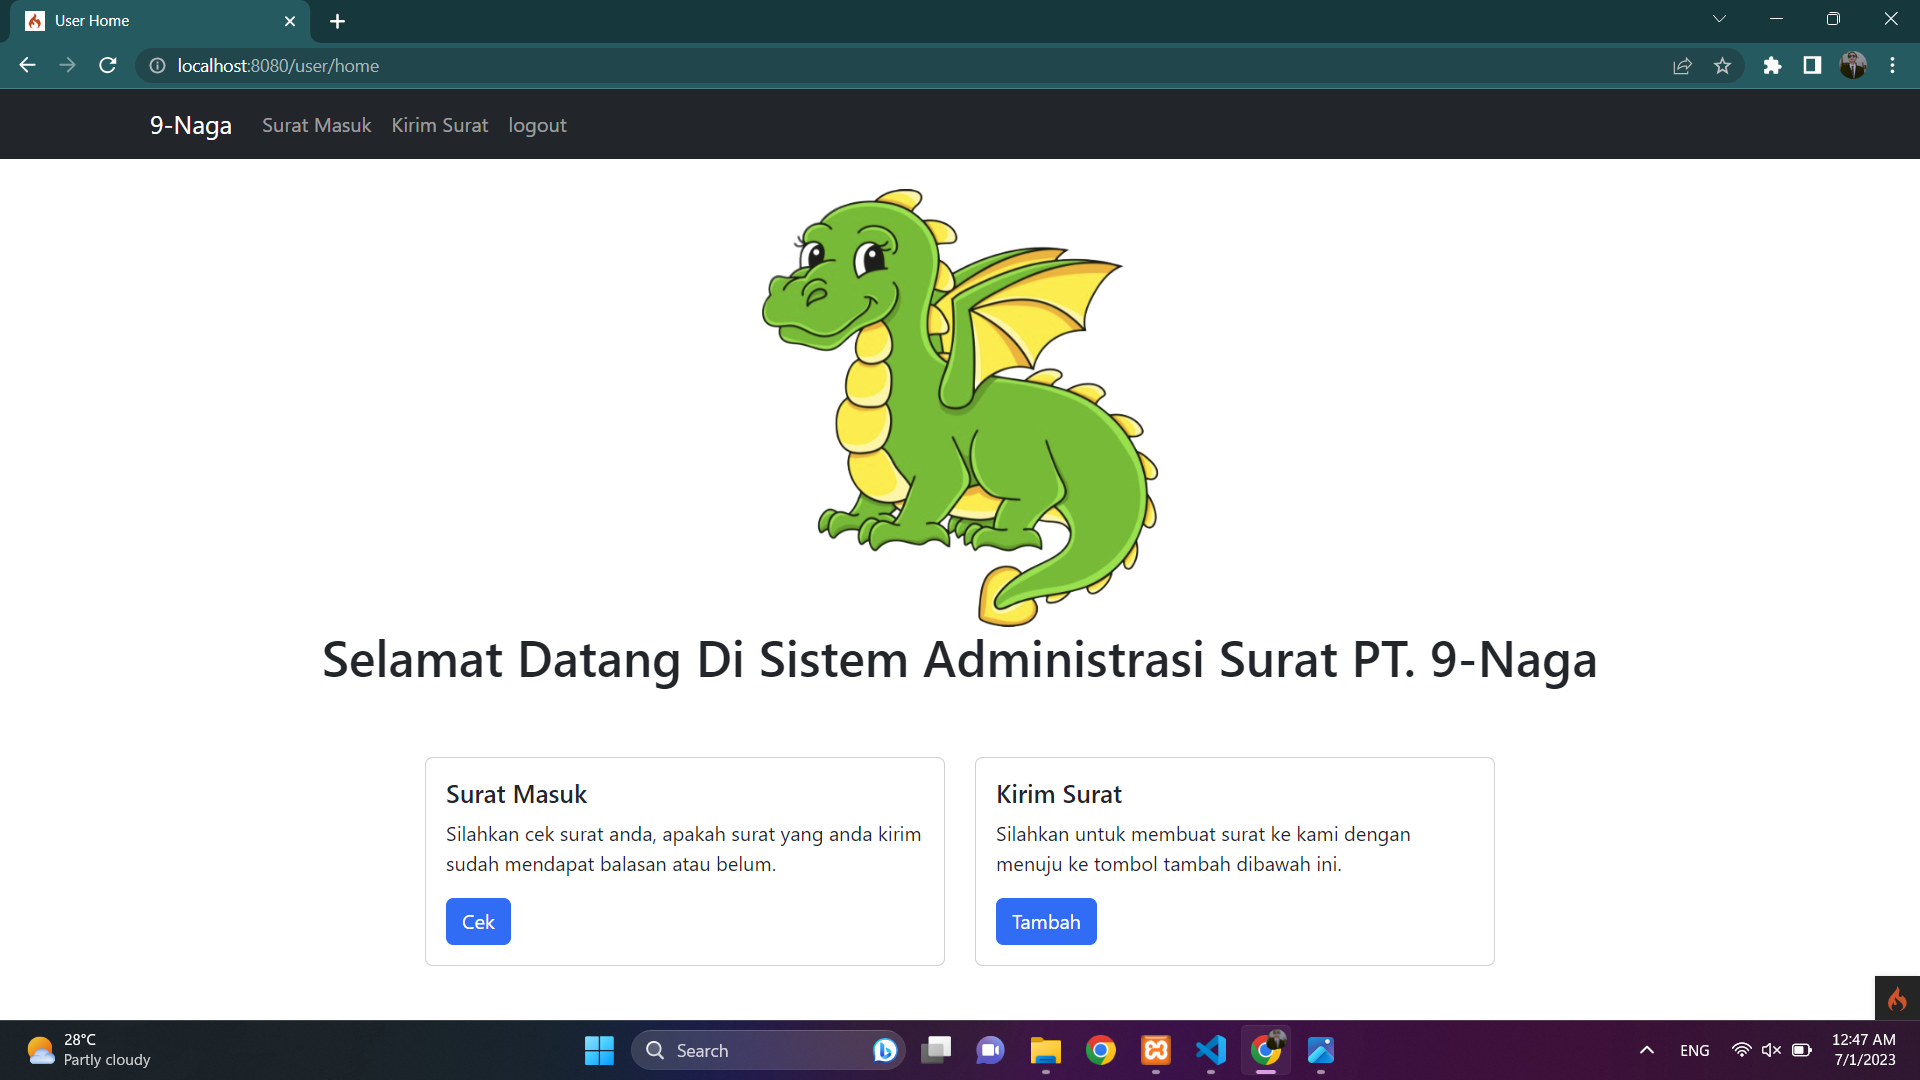 User Home
localhost:8080/user/home
9-Naga Surat Masuk Kirim Surat logout
Selamat Datang Di Sistem Administrasi Surat PT. 9-Naga
Surat Masuk
Silahkan cek surat anda, apakah surat yang anda kirim
sudah mendapat balasan atau belum.
Cek
Kirim Surat
Silahkan untuk membuat surat ke kami dengan
menuju ke tombol tambah dibawah ini.
Tambah
28°C
Partly cloudy
Search
ENG
12:47 AM
7/1/2023